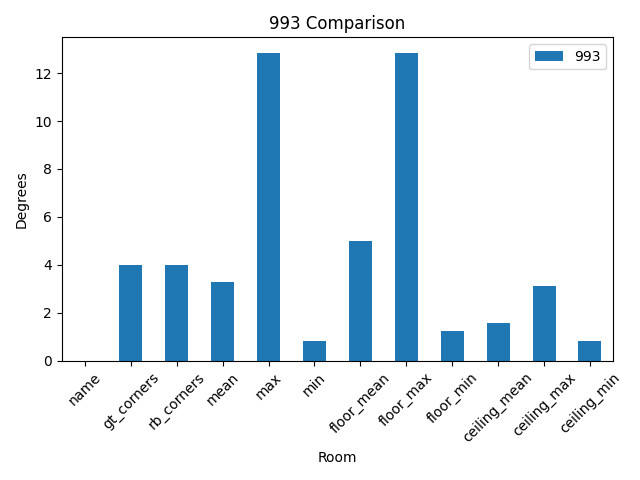 993 Comparison
993
Degrees
12
10
8
6
4
2
0
name
gt_corners
rb_corners
mean
max
min
floor_mean
floor_max
floor_min
ceiling_mean
ceiling_max
ceiling_min
Room